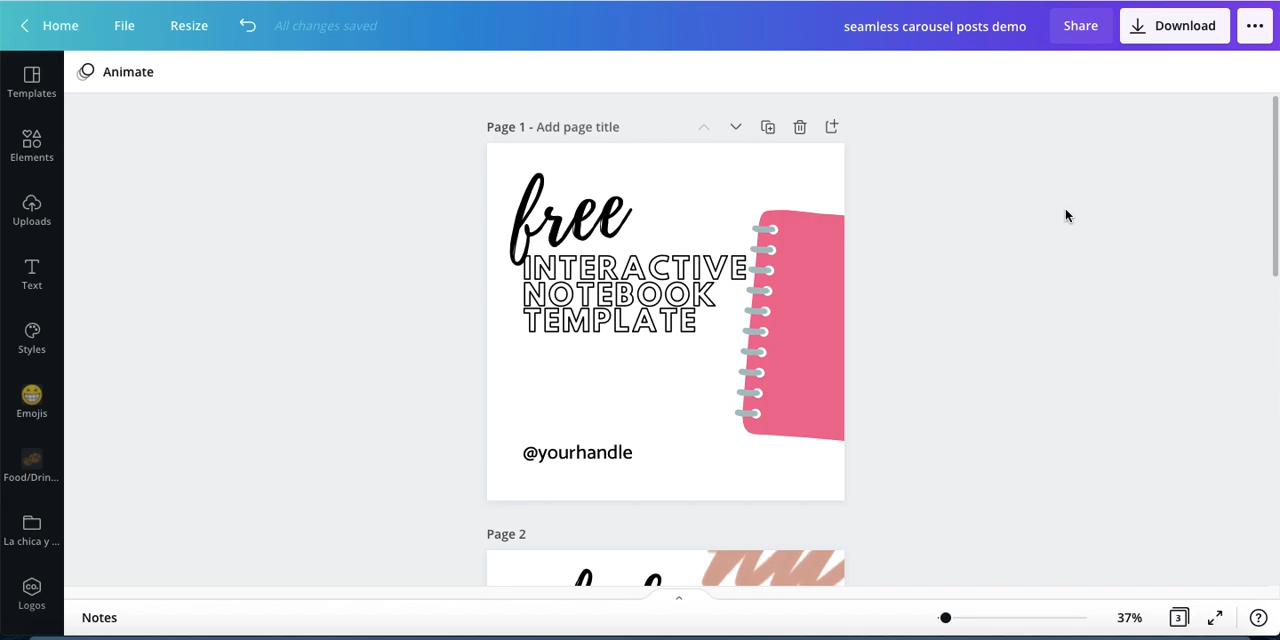 Home File Resize All changes saved seamless carousel posts demo Share Download
Animate
Templates
Elements
Uploads
Text
Styles
Emojis
Food/Drin...
La chica y ...
Logos
Page 1 - Add page title
free
INTERACTIVE
NOTEBOOK
TEMPLATE
@yourhandle
Page 2
Notes 37% 3